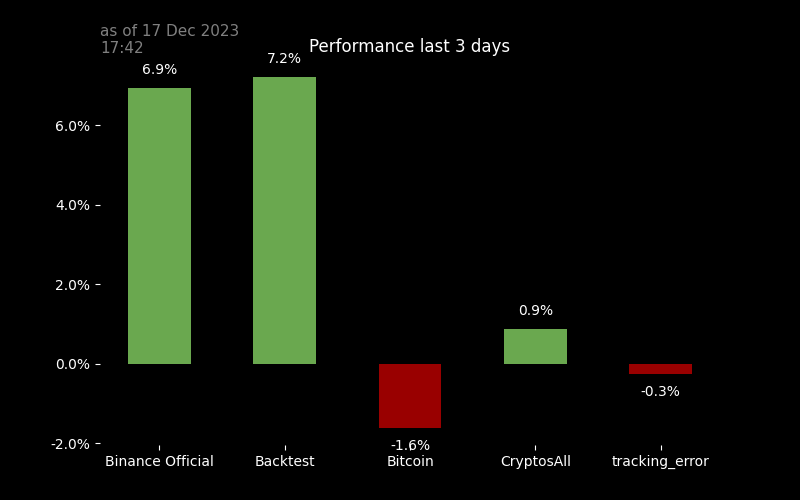 as of 17 Dec 2023
17:42
Performance last 3 days
6.9%
7.2%
-1.6%
0.9%
-0.3%
6.0%
4.0%
2.0%
0.0%
-2.0%
Binance Official
Backtest
Bitcoin
CryptosAll
tracking_error